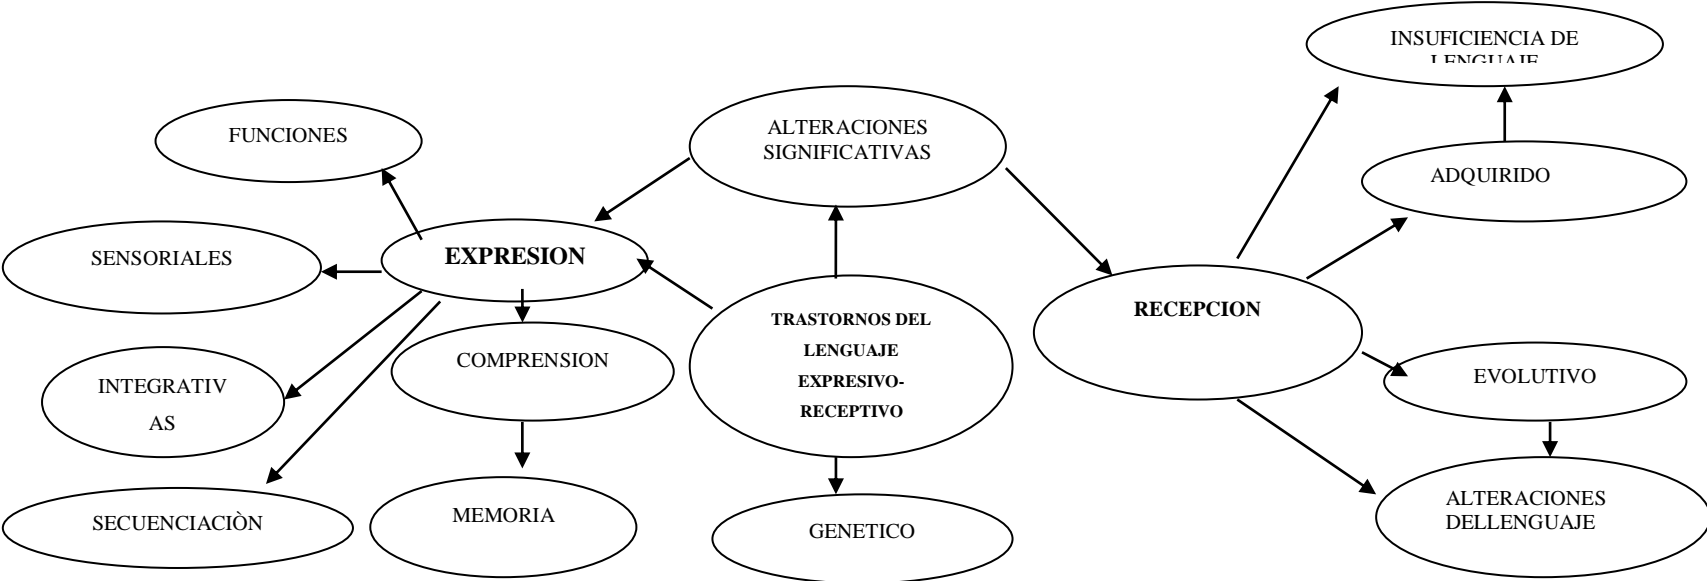 INSUFICIENCIA DE
LENGUAJE
FUNCIONES
ALTERACIONES
SIGNIFICATIVAS
ADQUIRIDO
SENSORIALES
EXPRESION
RECEPCION
TRASTORNOS DEL
LENGUAJE
EXPRESIVO-
RECEPTIVO
COMPRENSION
INTEGRATIV
AS
EVOLUTIVO
SECUENCIACIÒN
MEMORIA
GENETICO
ALTERACIONES
DELLENGUAJE